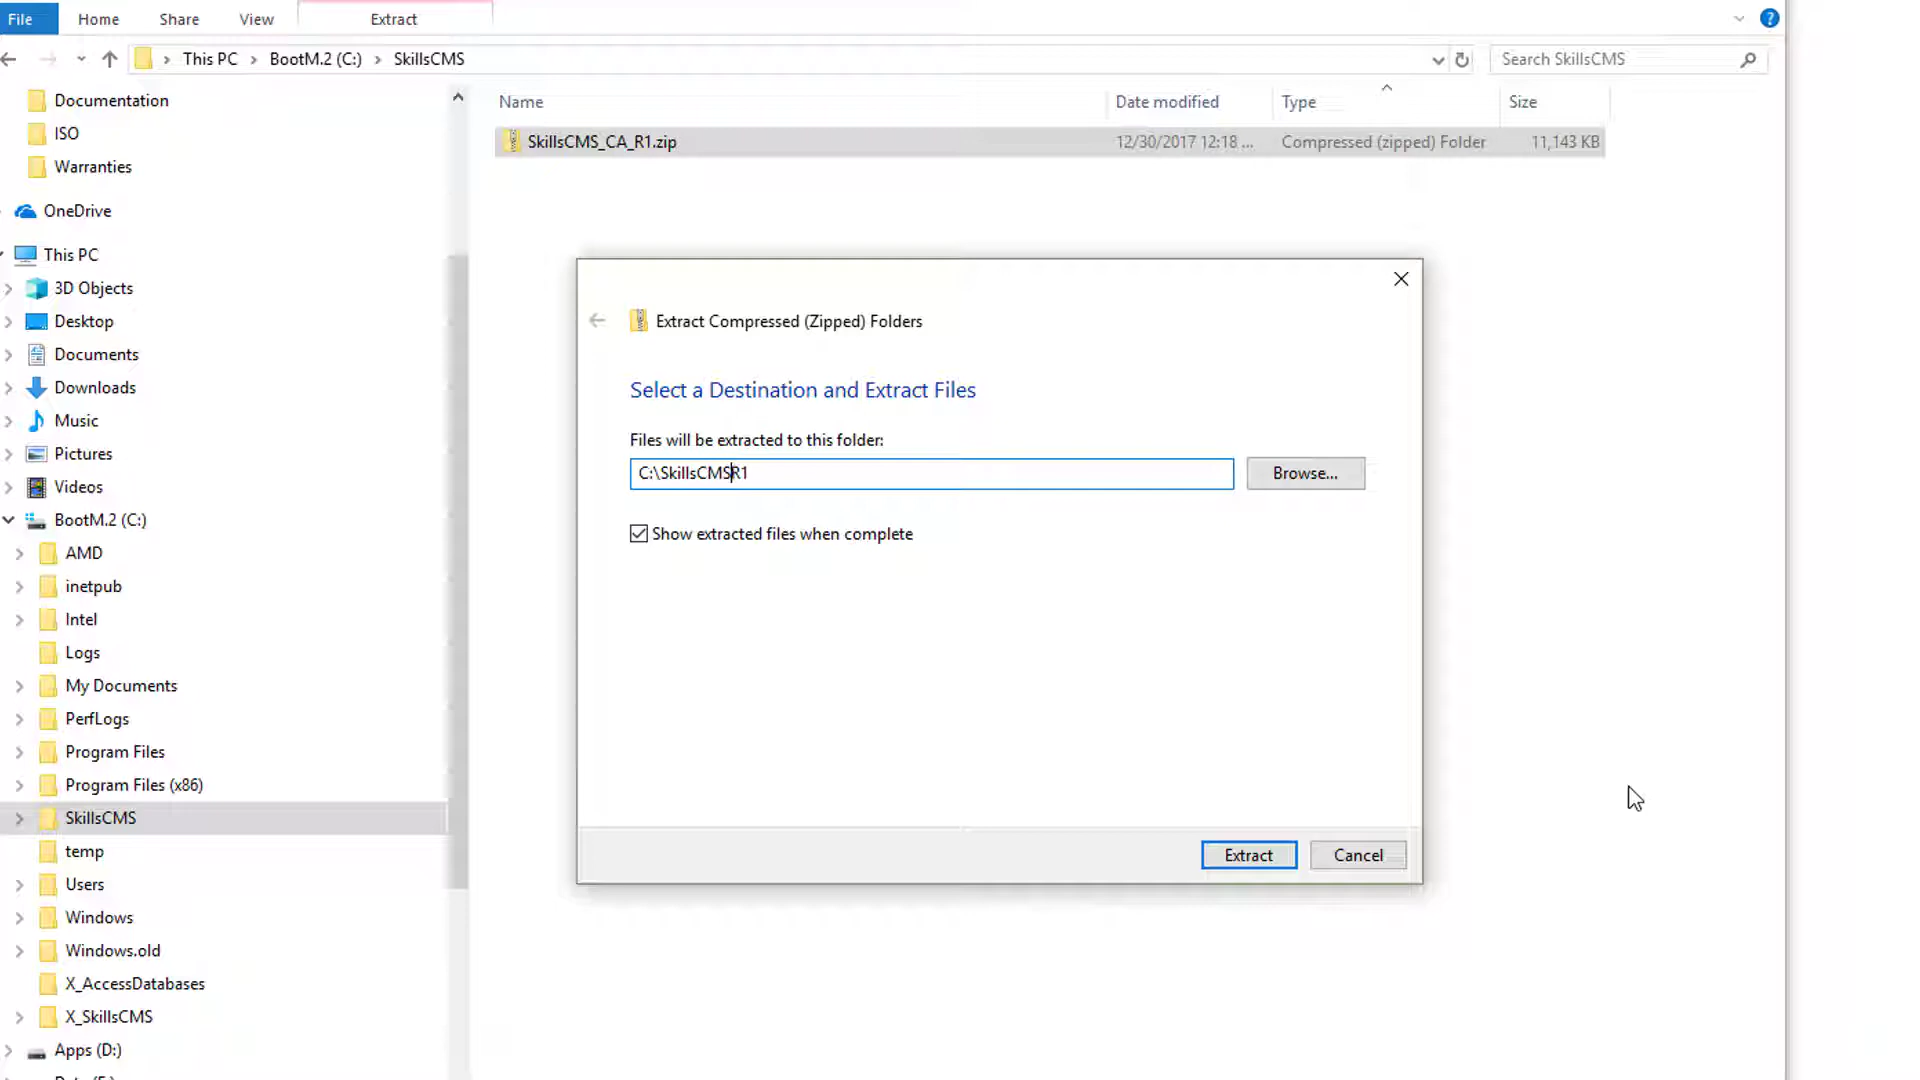 File Home Share View Extract
This PC > BootM.2 (C:) > SkillsCMS
Search SkillsCMS
Documentation
ISO
Warranties
OneDrive
This PC
3D Objects
Desktop
Documents
Downloads
Music
Pictures
Videos
BootM.2 (C:)
AMD
inetpub
Intel
Logs
My Documents
PerfLogs
Program Files
Program Files (x86)
SkillsCMS
temp
Users
Windows
Windows.old
X_AccessDatabases
X_SkillsCMS
Apps (D:)
Name Date modified Type Size
SkillsCMS_CA_R1.zip 12/30/2017 12:18 ... Compressed (zipped) Folder 11,143 KB
Extract Compressed (Zipped) Folders
Select a Destination and Extract Files
Files will be extracted to this folder:
C:\SkillsCMSR1
Browse...
Show extracted files when complete
Extract Cancel